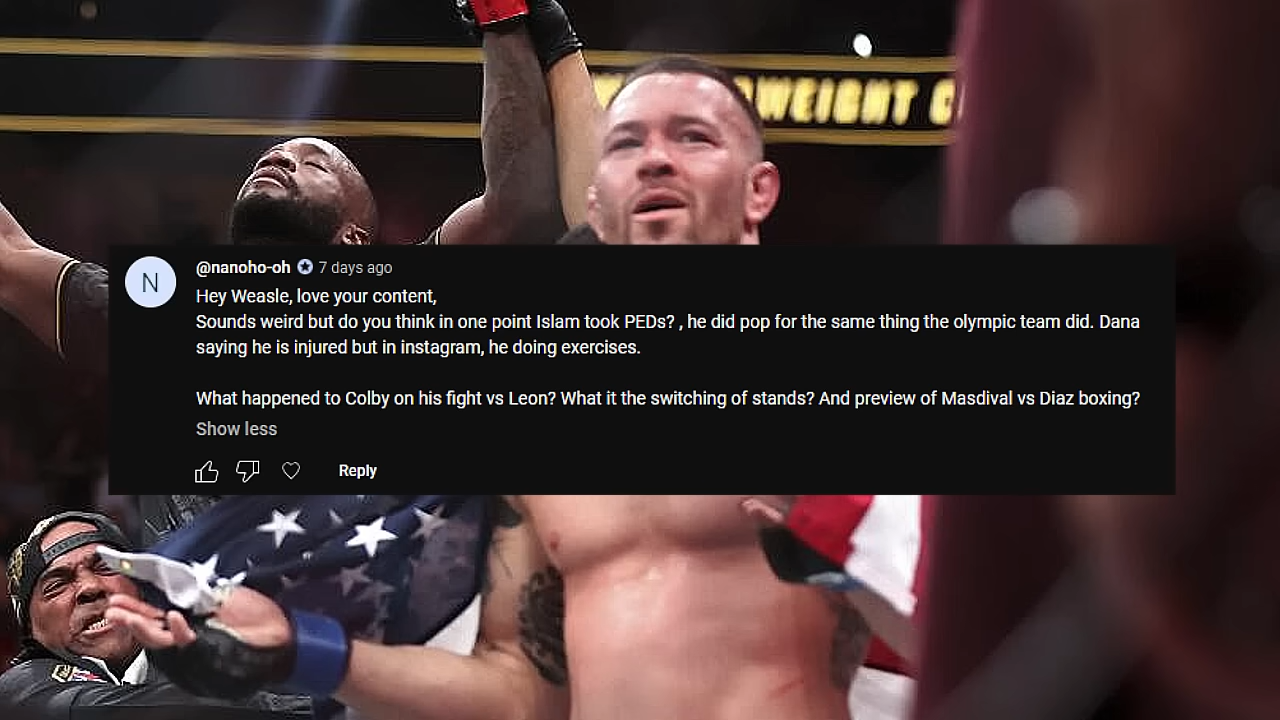 WEIGHT C
N
@nanoho-oh 7 days ago
Hey Weasle, love your content,
Sounds weird but do you think in one point Islam took PEDs? , he did pop for the same thing the olympic team did. Dana
saying he is injured but in instagram, he doing exercises.
What happened to Colby on his fight vs Leon? What it the switching of stands? And preview of Masdival vs Diaz boxing?
Show less
Reply